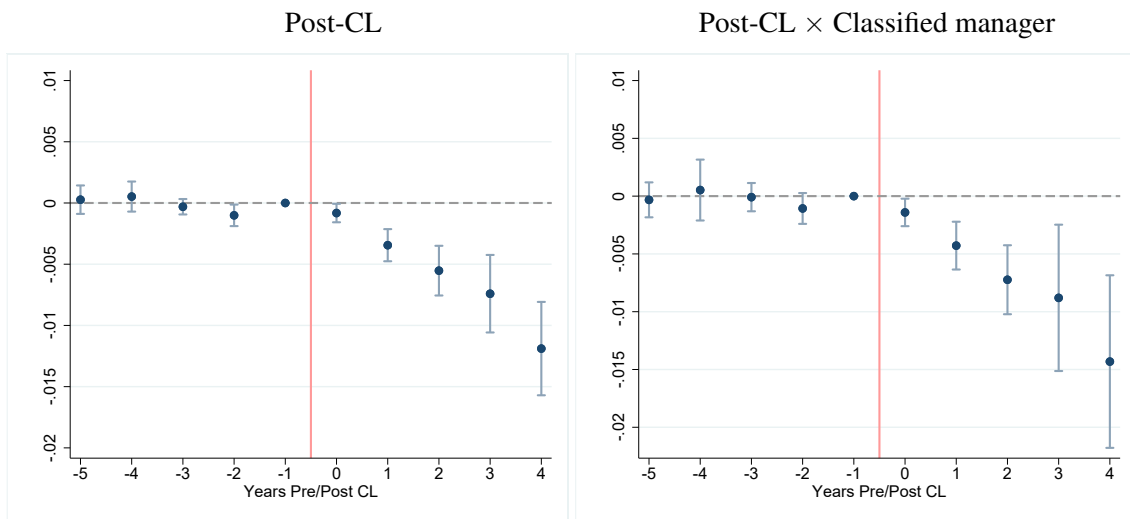 Post-CL
.01
.005
0
-.005
-.01
-.015
-.02
-5 -4 -3 -2 -1 0 1 2 3 4
Years Pre/Post CL
Post-CL × Classified manager
.01
.005
0
-.005
-.01
-.015
-.02
-5 -4 -3 -2 -1 0 1 2 3 4
Years Pre/Post CL